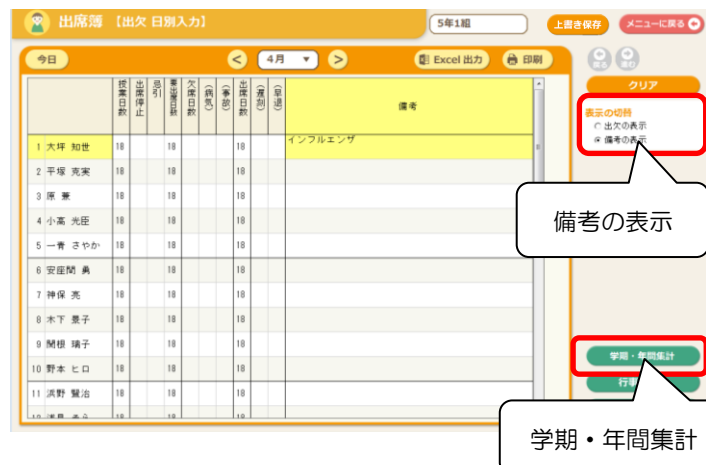 出席簿 【出欠 日別入力】
5年1組
上書き保存
メニューに戻る
今日
<
4月
▼
>
Excel 出力
印刷
戻る
進む
クリア
授業日数
出席停止
忌引
要出席日数
欠席日数
(病気)
(事故)
出席日数
(遅刻)
(早退)
備考
表示の切替
出欠の表示
備考の表示
1 大坪 知世 18 18 18 インフルエンザ
2 平塚 克実 18 18 18
3 原 兼 18 18 18
4 小高 光臣 18 18 18
5 一青 さやか 18 18 18
6 安座間 勇 18 18 18
7 神保 亮 18 18 18
8 木下 景子 18 18 18
9 関根 瑞子 18 18 18
10 野本 ヒロ 18 18 18
11 浜野 賢治 18 18 18
備考の表示
学期・年間集計
学期・年間集計